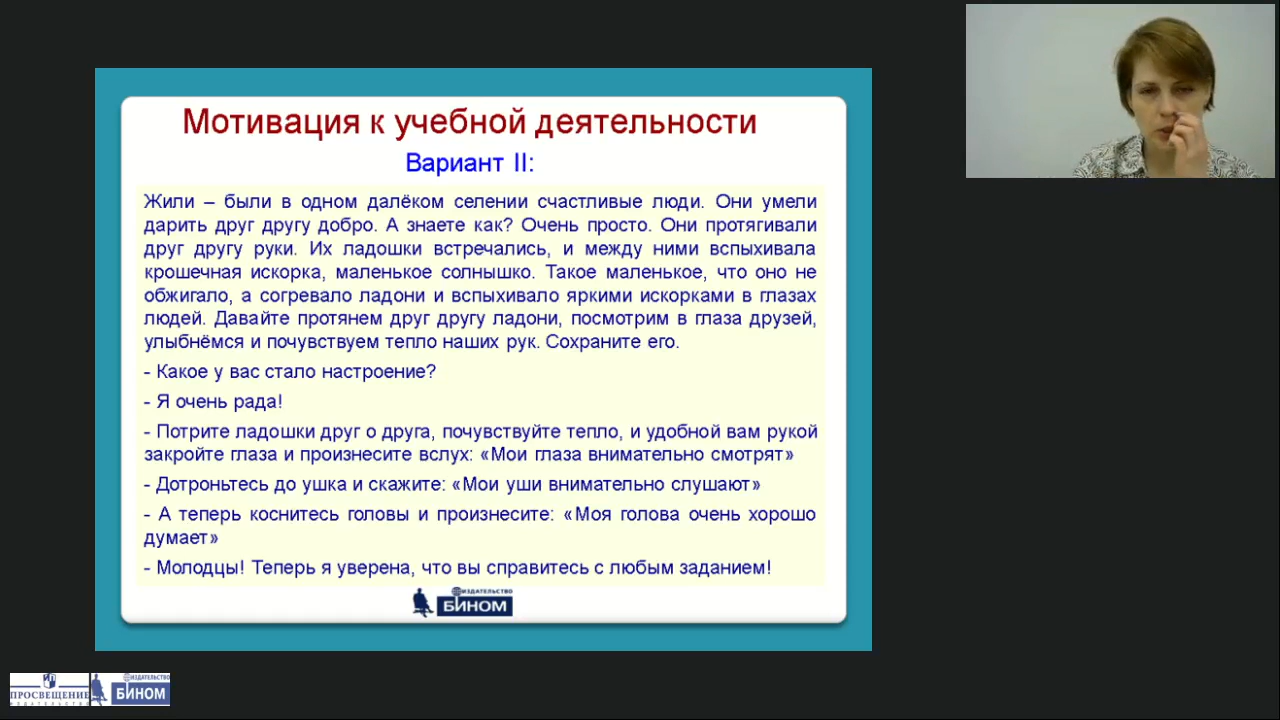 Мотивация к учебной деятельности
Вариант II:
Жили – были в одном далёком селении счастливые люди. Они умели
дарить друг другу добро. А знаете как? Очень просто. Они протягивали
друг другу руки. Их ладошки встречались, и между ними вспыхивала
крошечная искорка, маленькое солнышко. Такое маленькое, что оно не
обжигало, а согревало ладони и вспыхивало яркими искорками в глазах
людей. Давайте протянем друг другу ладони, посмотрим в глаза друзей,
улыбнёмся и почувствуем тепло наших рук. Сохраните его.
- Какое у вас стало настроение?
- Я очень рада!
- Потрите ладошки друг о друга, почувствуйте тепло, и удобной вам рукой
закройте глаза и произнесите вслух: «Мои глаза внимательно смотрят»
- Дотроньтесь до ушка и скажите: «Мои уши внимательно слушают»
- А теперь коснитесь головы и произнесите: «Моя голова очень хорошо
думает»
- Молодцы! Теперь я уверена, что вы справитесь с любым заданием!
ИЗДАТЕЛЬСТВО
БИНОМ
ПРОСВЕЩЕНИЕ
ИЗДАТЕЛЬСТВО
ИЗДАТЕЛЬСТВО
БИНОМ